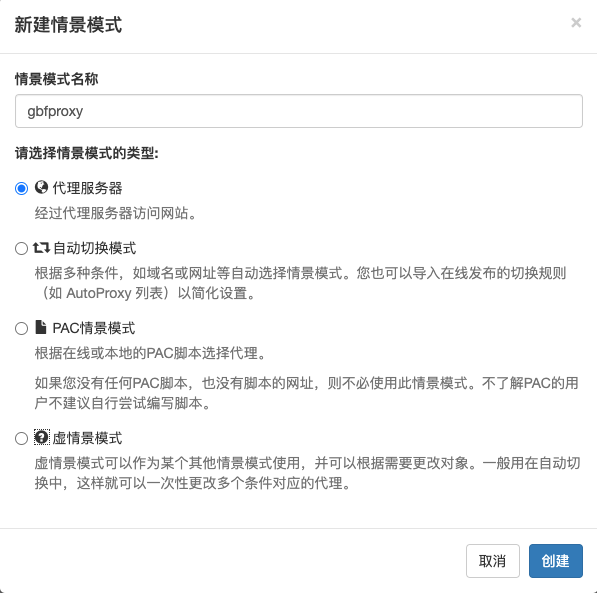 新建情景模式
×
情景模式名称
gbfproxy
请选择情景模式的类型:
代理服务器
经过代理服务器访问网站。
自动切换模式
根据多种条件，如域名或网址等自动选择情景模式。您也可以导入在线发布的切换规则
（如 AutoProxy 列表）以简化设置。
PAC情景模式
根据在线或本地的PAC脚本选择代理。
如果您没有任何PAC脚本，也没有脚本的网址，则不必使用此情景模式。不了解PAC的用
户不建议自行尝试编写脚本。
虚情景模式
虚情景模式可以作为某个其他情景模式使用，并可以根据需要更改对象。一般用在自动切
换中，这样就可以一次性更改多个条件对应的代理。
取消
创建